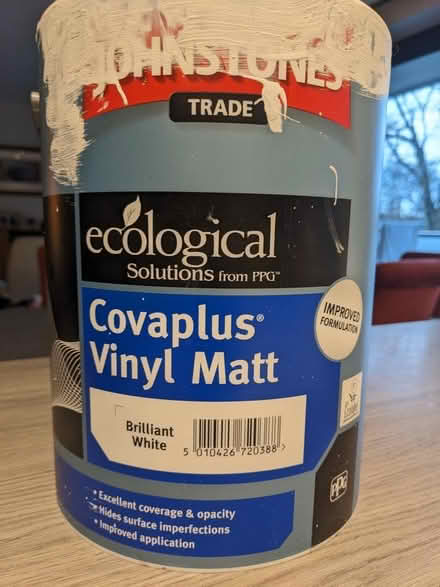 JOHNSTONES
TRADE
ecological
Solutions from PPG™
Covaplus®
Vinyl Matt
IMPROVED
FORMULATION
Brilliant
White
5 010426 720388 >
• Excellent coverage & opacity
• Hides surface imperfections
• Improved application
PPG